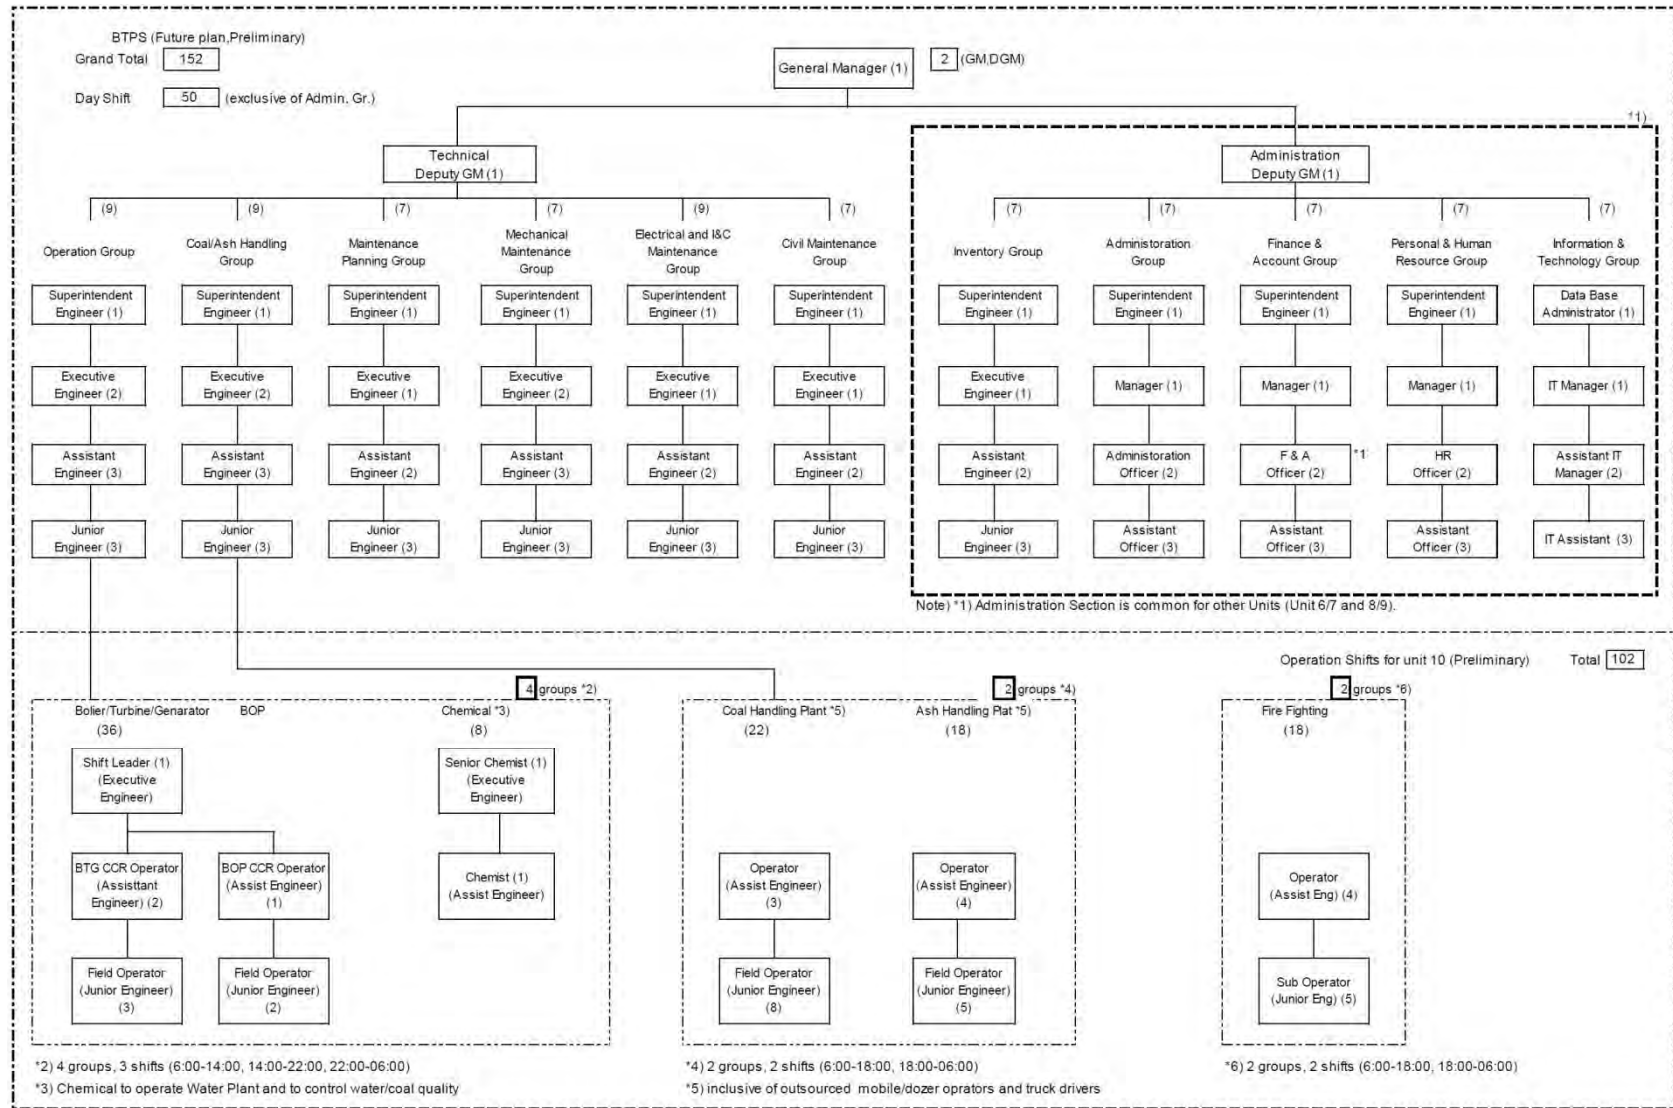 BTPS (Future plan,Preliminary)
Grand Total 152
Day Shift 50 (exclusive of Admin. Gr.)
General Manager (1)
2 (GM,DGM)
*1)
Technical
Deputy GM (1)
Administration
Deputy GM (1)
(9) (9) (7) (7) (9) (7) (7) (7) (7) (7) (7)
Operation Group
Coal/Ash Handling
Group
Maintenance
Planning Group
Mechanical
Maintenance
Group
Electrical and I&C
Maintenance
Group
Civil Maintenance
Group
Inventory Group
Administoration
Group
Finance &
Account Group
Personal & Human
Resource Group
Information &
Technology Group
Superintendent
Engineer (1)
Superintendent
Engineer (1)
Superintendent
Engineer (1)
Superintendent
Engineer (1)
Superintendent
Engineer (1)
Superintendent
Engineer (1)
Superintendent
Engineer (1)
Superintendent
Engineer (1)
Superintendent
Engineer (1)
Superintendent
Engineer (1)
Data Base
Administrator (1)
Executive
Engineer (2)
Executive
Engineer (2)
Executive
Engineer (1)
Executive
Engineer (2)
Executive
Engineer (1)
Executive
Engineer (1)
Executive
Engineer (1)
Manager (1)
Manager (1)
Manager (1)
IT Manager (1)
Assistant
Engineer (3)
Assistant
Engineer (3)
Assistant
Engineer (2)
Assistant
Engineer (3)
Assistant
Engineer (2)
Assistant
Engineer (2)
Assistant
Engineer (2)
Administoration
Officer (2)
F & A
Officer (2)
*1
HR
Officer (2)
Assistant IT
Manager (2)
Junior
Engineer (3)
Junior
Engineer (3)
Junior
Engineer (3)
Junior
Engineer (3)
Junior
Engineer (3)
Junior
Engineer (3)
Junior
Engineer (3)
Assistant
Officer (3)
Assistant
Officer (3)
Assistant
Officer (3)
IT Assistant (3)
Note) *1) Administration Section is common for other Units (Unit 6/7 and 8/9).
Operation Shifts for unit 10 (Preliminary) Total 102
4 groups *2)
2 groups *4)
2 groups *6)
Bolier/Turbine/Genarator
(36)
BOP
Chemical *3)
(8)
Coal Handling Plant *5)
(22)
Ash Handling Plat *5)
(18)
Fire Fighting
(18)
Shift Leader (1)
(Executive
Engineer)
Senior Chemist (1)
(Executive
Engineer)
BTG CCR Operator
(Assisttant
Engineer) (2)
BOP CCR Operator
(Assist Engineer)
(1)
Chemist (1)
(Assist Engineer)
Operator
(Assist Engineer)
(3)
Operator
(Assist Engineer)
(4)
Operator
(Assist Eng) (4)
Field Operator
(Junior Engineer)
(3)
Field Operator
(Junior Engineer)
(2)
Field Operator
(Junior Engineer)
(8)
Field Operator
(Junior Engineer)
(5)
Sub Operator
(Junior Eng) (5)
*2) 4 groups, 3 shifts (6:00-14:00, 14:00-22:00, 22:00-06:00)
*3) Chemical to operate Water Plant and to control water/coal quality
*4) 2 groups, 2 shifts (6:00-18:00, 18:00-06:00)
*5) inclusive of outsourced mobile/dozer oprators and truck drivers
*6) 2 groups, 2 shifts (6:00-18:00, 18:00-06:00)